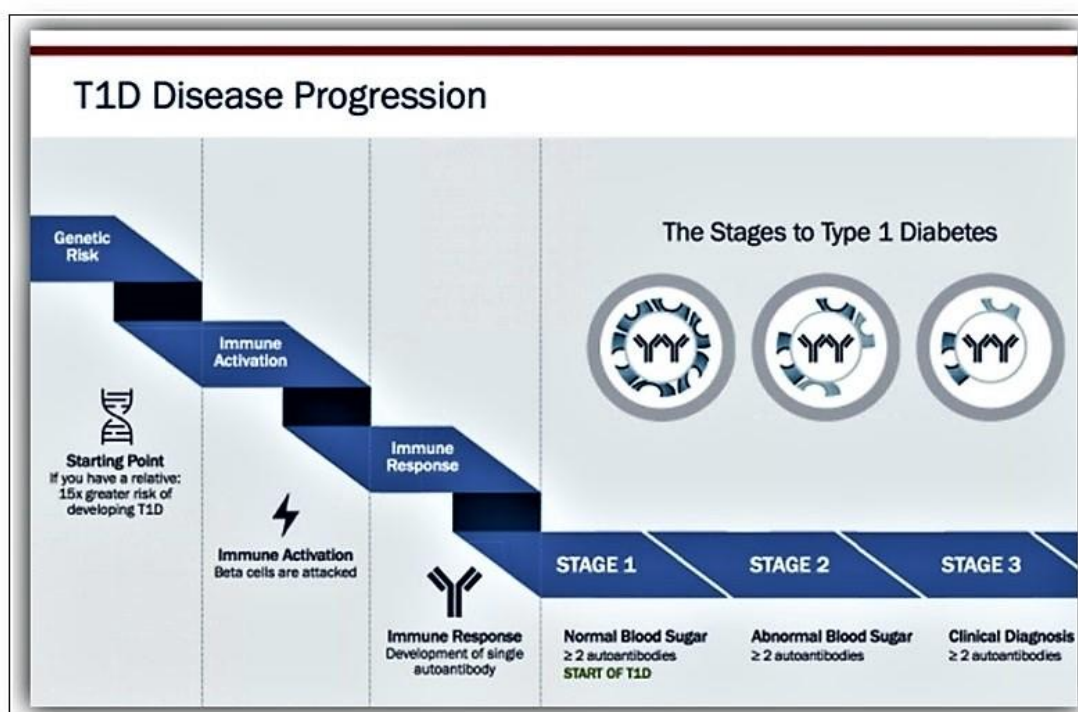 T1D Disease Progression
Genetic
Risk
Starting Point
If you have a relative:
15x greater risk of
developing T1D
Immune
Activation
Immune Activation
Beta cells are attacked
Immune
Response
Immune Response
Development of single
autoantibody
The Stages to Type 1 Diabetes
STAGE 1
Normal Blood Sugar
≥ 2 autoantibodies
START OF T1D
STAGE 2
Abnormal Blood Sugar
≥ 2 autoantibodies
STAGE 3
Clinical Diagnosis
≥ 2 autoantibodies